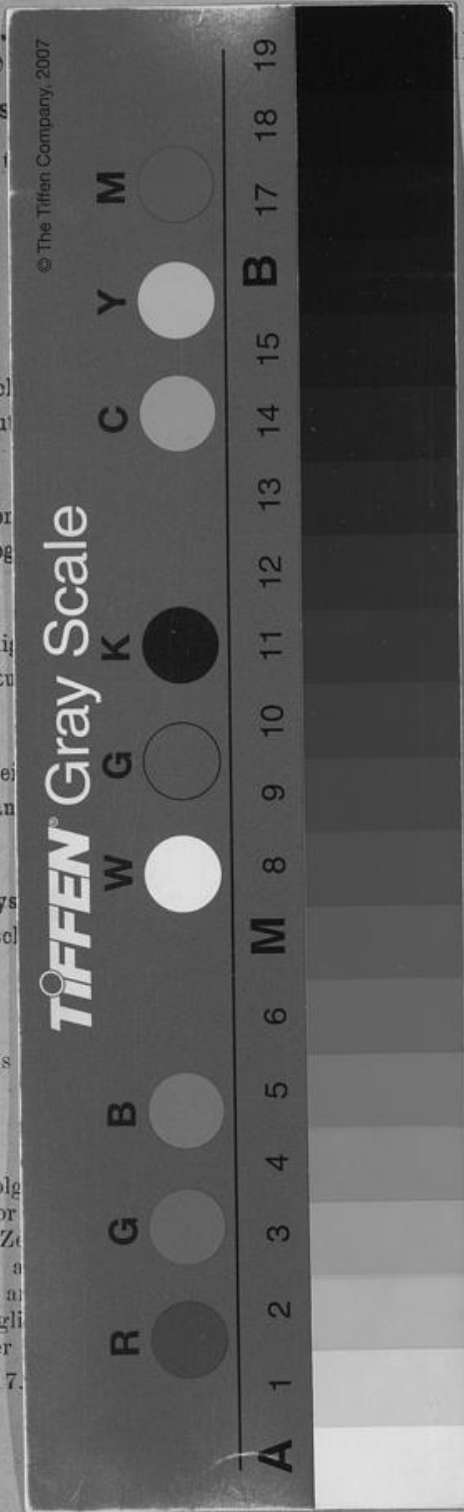 © The Tiffen Company, 2007
TIFFEN® Gray Scale
R G B W G K C Y M
A 1 2 3 4 5 6 M 8 9 10 11 12 13 14 15 B 17 18 19